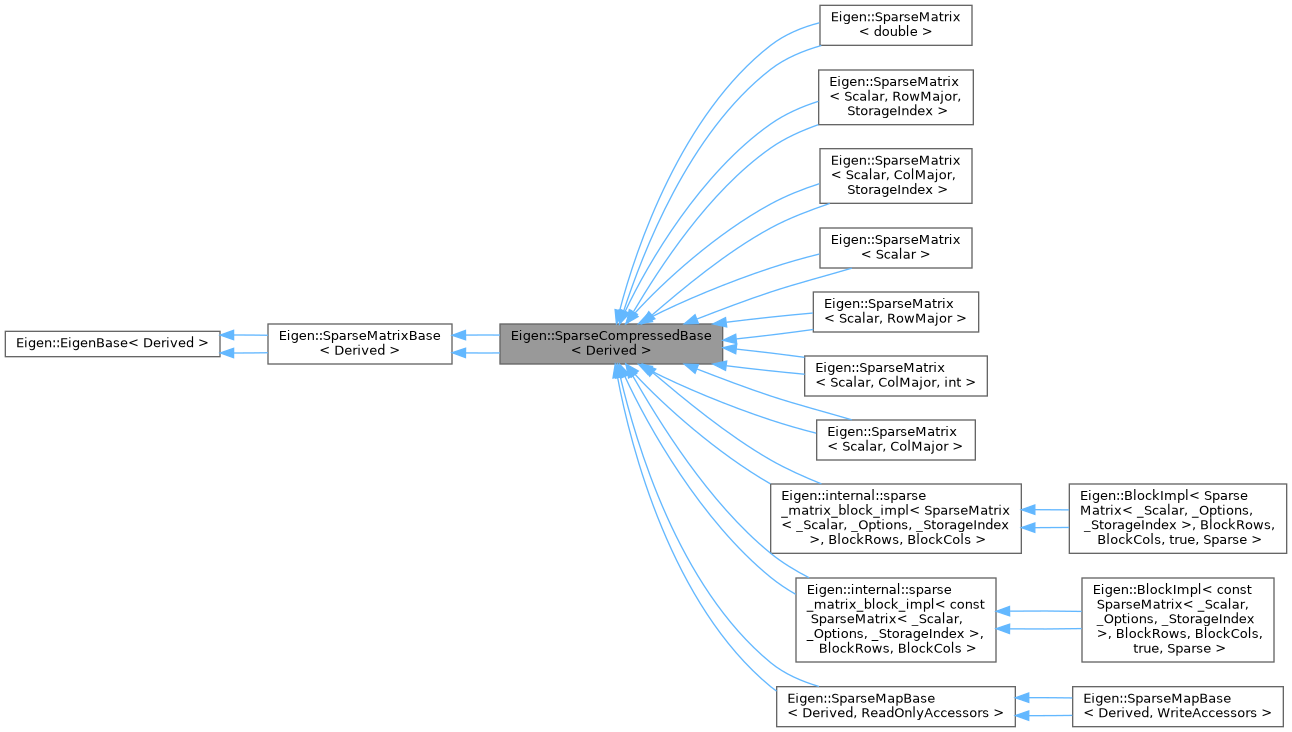 Eigen::SparseMatrix
< double >
Eigen::SparseMatrix
< Scalar, RowMajor,
StorageIndex >
Eigen::SparseMatrix
< Scalar, ColMajor,
StorageIndex >
Eigen::SparseMatrix
< Scalar >
Eigen::SparseMatrix
< Scalar, RowMajor >
Eigen::EigenBase< Derived >
Eigen::SparseMatrixBase
< Derived >
Eigen::SparseCompressedBase
< Derived >
Eigen::SparseMatrix
< Scalar, ColMajor, int >
Eigen::SparseMatrix
< Scalar, ColMajor >
Eigen::internal::sparse
_matrix_block_impl< SparseMatrix
< _Scalar, _Options, _StorageIndex
>, BlockRows, BlockCols >
Eigen::BlockImpl< Sparse
Matrix< _Scalar, _Options,
_StorageIndex >, BlockRows,
BlockCols, true, Sparse >
Eigen::internal::sparse
_matrix_block_impl< const
SparseMatrix< _Scalar,
_Options, _StorageIndex >,
BlockRows, BlockCols >
Eigen::BlockImpl< const
SparseMatrix< _Scalar,
_Options, _StorageIndex
>, BlockRows, BlockCols,
true, Sparse >
Eigen::SparseMapBase
< Derived, ReadOnlyAccessors >
Eigen::SparseMapBase
< Derived, WriteAccessors >